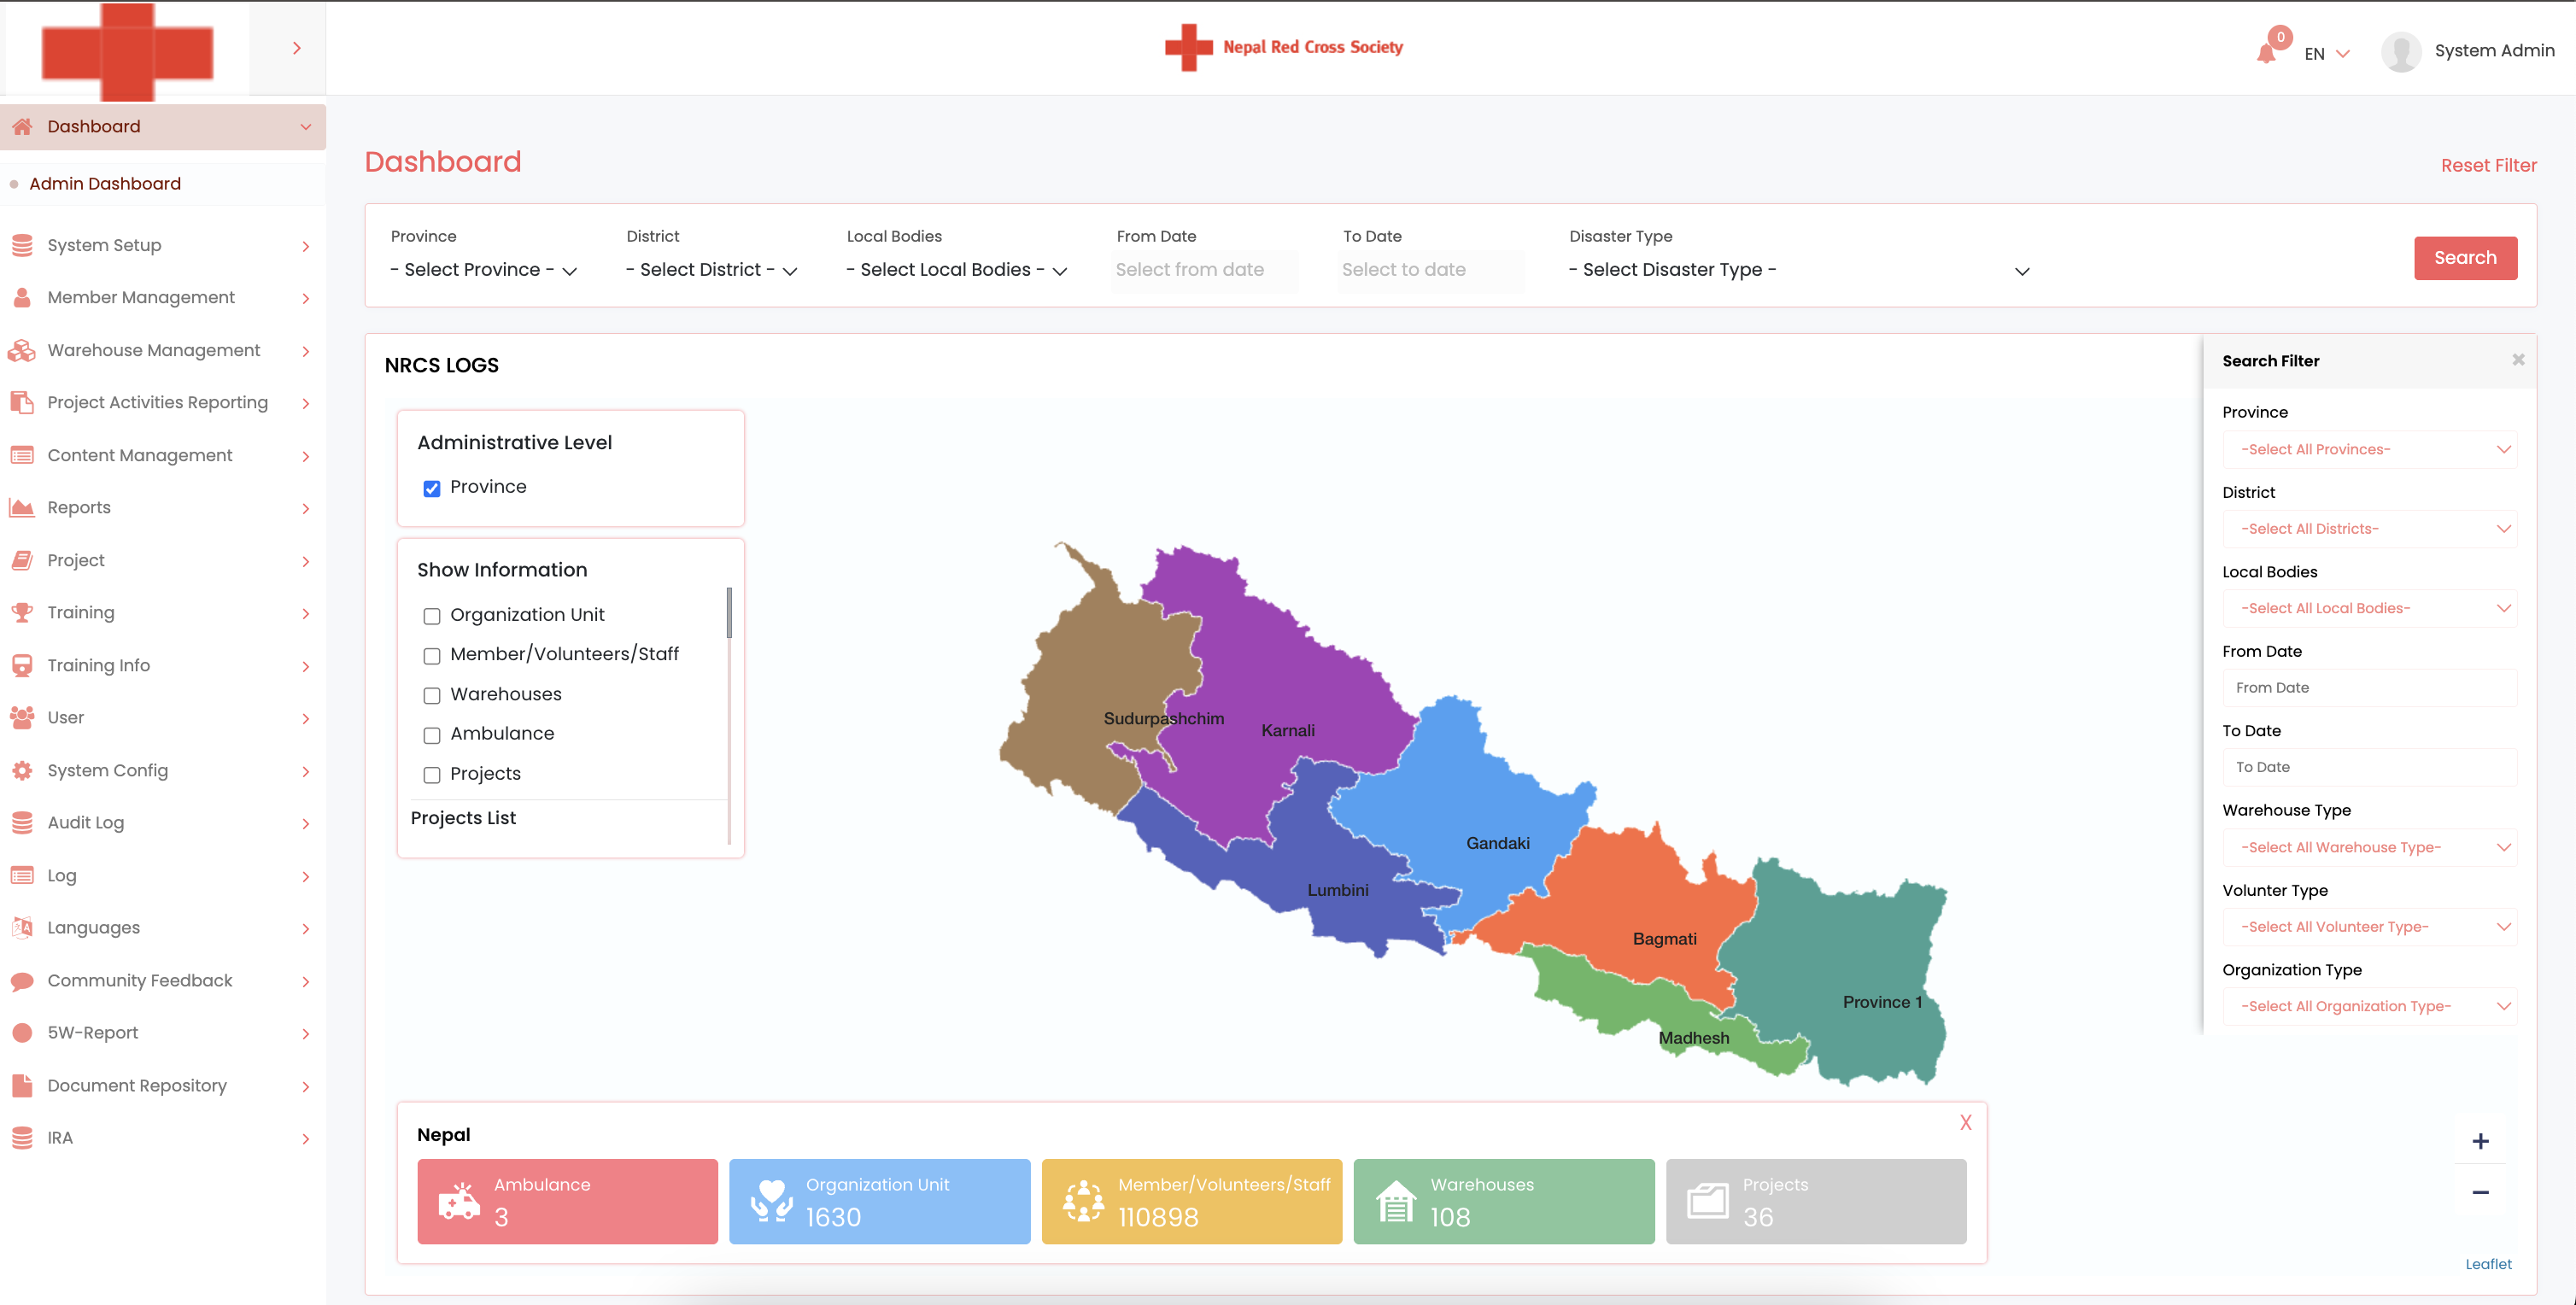 Nepal Red Cross Society
0
EN
System Admin
Dashboard
Admin Dashboard
System Setup
Member Management
Warehouse Management
Project Activities Reporting
Content Management
Reports
Project
Training
Training Info
User
System Config
Audit Log
Log
Languages
Community Feedback
5W-Report
Document Repository
IRA
Dashboard
Reset Filter
Province
District
Local Bodies
From Date
To Date
Disaster Type
- Select Province -
- Select District -
- Select Local Bodies -
Select from date
Select to date
- Select Disaster Type -
Search
NRCS LOGS
Administrative Level
Province
Show Information
Organization Unit
Member/Volunteers/Staff
Warehouses
Ambulance
Projects
Projects List
Sudurpashchim
Karnali
Gandaki
Lumbini
Bagmati
Province 1
Madhesh
Search Filter
Province
-Select All Provinces-
District
-Select All Districts-
Local Bodies
-Select All Local Bodies-
From Date
From Date
To Date
To Date
Warehouse Type
-Select All Warehouse Type-
Volunter Type
-Select All Volunteer Type-
Organization Type
-Select All Organization Type-
Nepal
X
Ambulance
3
Organization Unit
1630
Member/Volunteers/Staff
110898
Warehouses
108
Projects
36
+
−
Leaflet